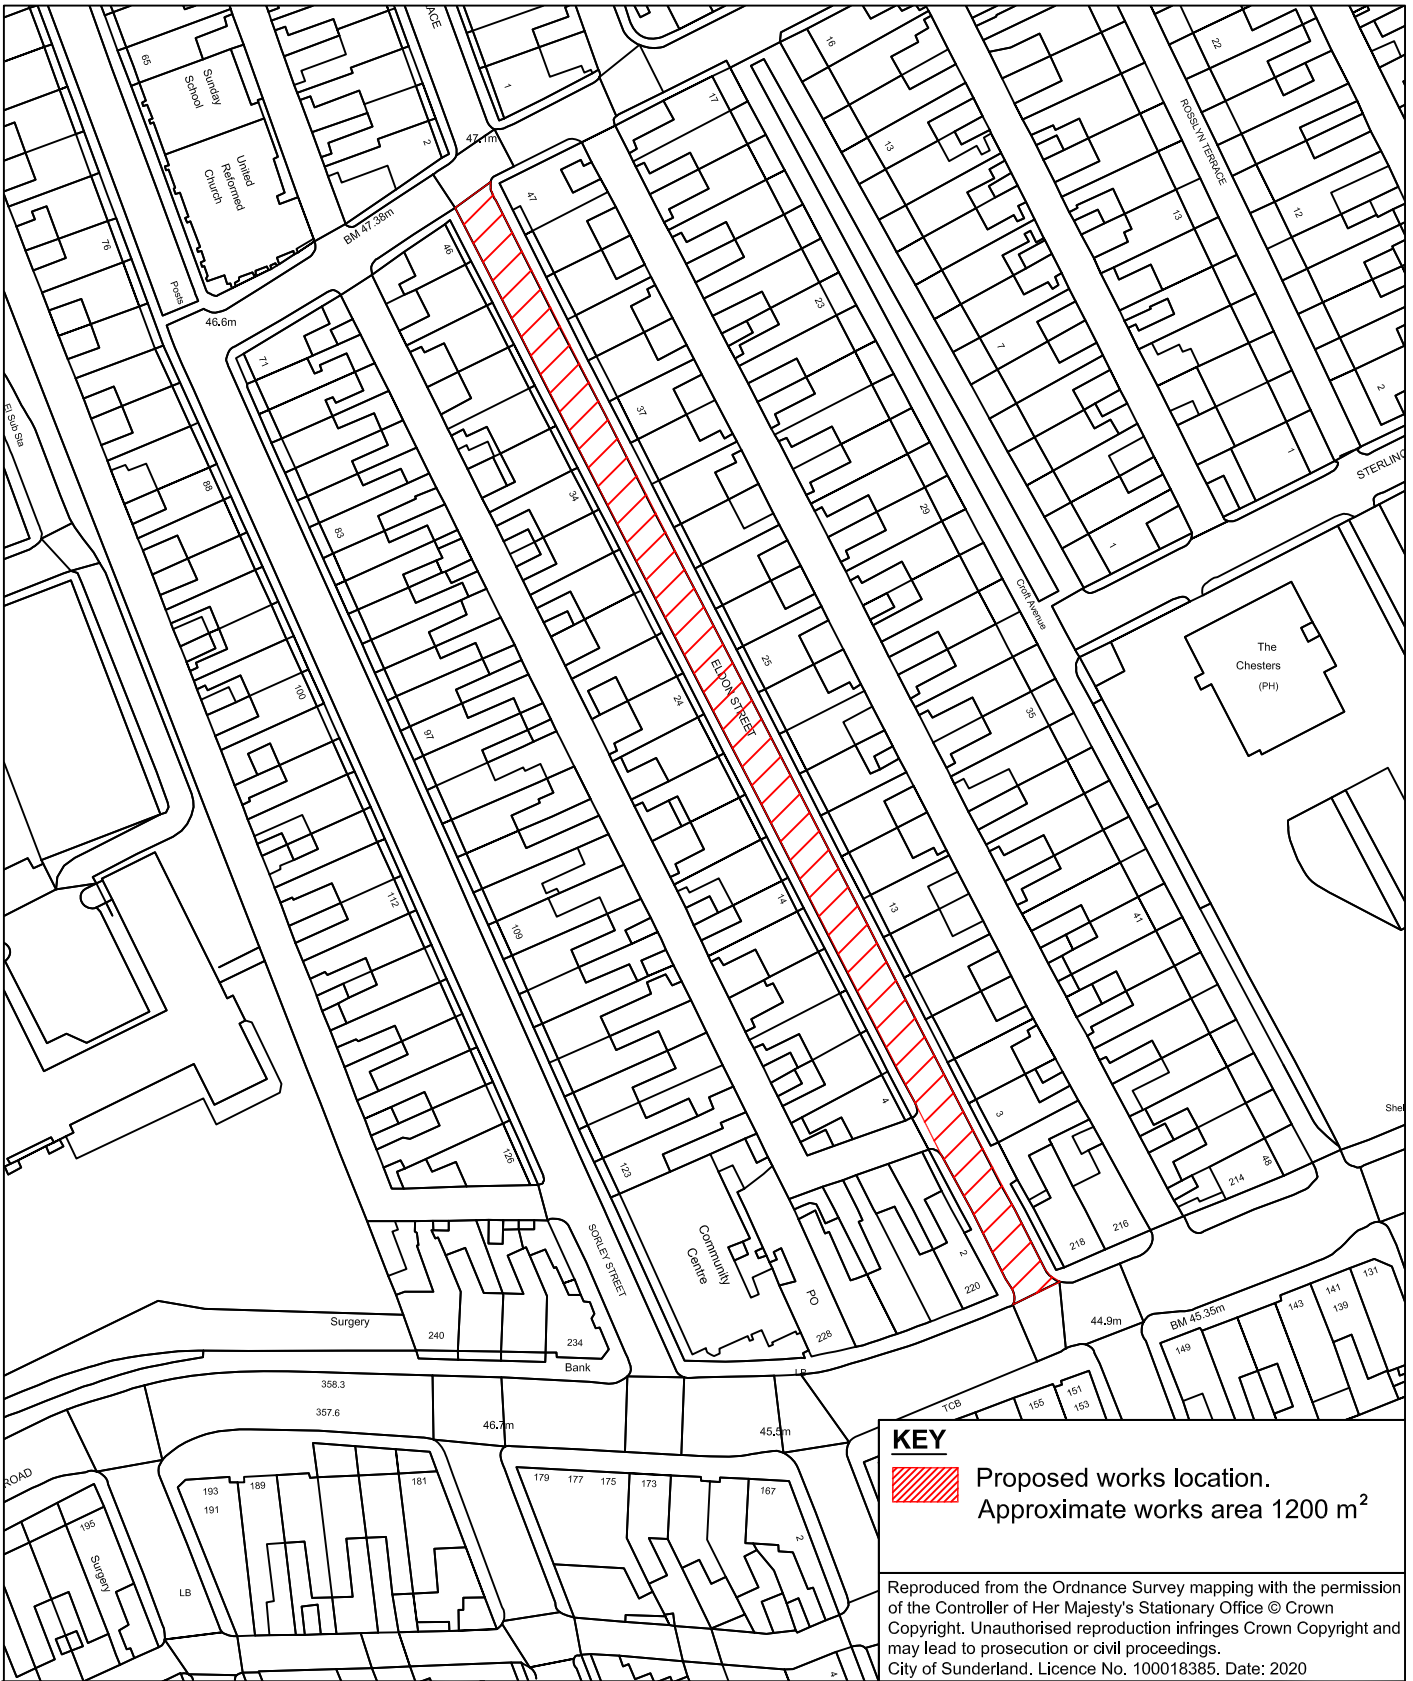 ACE
65
Sunday
School
1
2
47.1m
17
16
22
13
ROSSLYN TERRACE
United
Reformed
Church
BM 47.38m
47
46
76
Posts
46.6m
71
23
7
13
12
2
1
STERLING
El Sub Sta
37
34
88
83
29
1
Croft Avenue
The
Chesters
(PH)
25
ELDON STREET
24
100
97
35
14
13
112
109
41
4
3
Shel
126
123
48
214
216
218
Community
Centre
SORLEY STREET
2
220
PO
228
Surgery
240
234
Bank
LB
44.9m
BM 45.35m
131
141
139
143
149
358.3
357.6
46.7m
45.5m
TCB
155
151
153
ROAD
193
191
189
181
179
177
175
173
167
2
195
Surgery
LB
4
KEY
Proposed works location.
Approximate works area 1200 m²
Reproduced from the Ordnance Survey mapping with the permission
of the Controller of Her Majesty's Stationary Office © Crown
Copyright. Unauthorised reproduction infringes Crown Copyright and
may lead to prosecution or civil proceedings.
City of Sunderland. Licence No. 100018385. Date: 2020